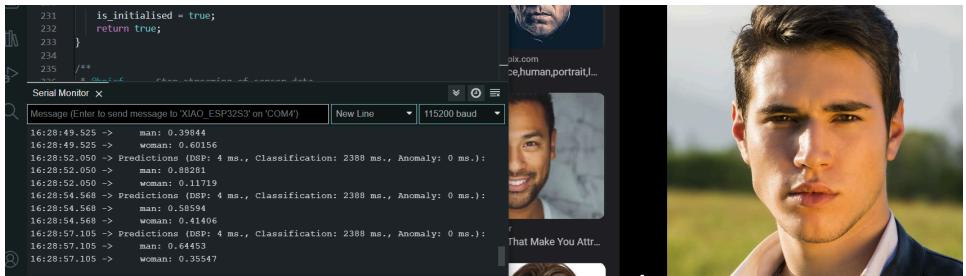 231 is_initialised = true;
232 return true;
233 }
234
235 /**
Serial Monitor
Message (Enter to send message to 'XIAO_ESP32S3' on 'COM4')
New Line
115200 baud
16:28:49.525 -> man: 0.39844
16:28:49.525 -> woman: 0.60156
16:28:52.050 -> Predictions (DSP: 4 ms., Classification: 2388 ms., Anomaly: 0 ms.):
16:28:52.050 -> man: 0.88281
16:28:52.050 -> woman: 0.11719
16:28:54.568 -> Predictions (DSP: 4 ms., Classification: 2388 ms., Anomaly: 0 ms.):
16:28:54.568 -> man: 0.58594
16:28:54.568 -> woman: 0.41406
16:28:57.105 -> Predictions (DSP: 4 ms., Classification: 2388 ms., Anomaly: 0 ms.):
16:28:57.105 -> man: 0.64453
16:28:57.105 -> woman: 0.35547
pix.com
ce,human,portrait,l...
That Make You Attr...